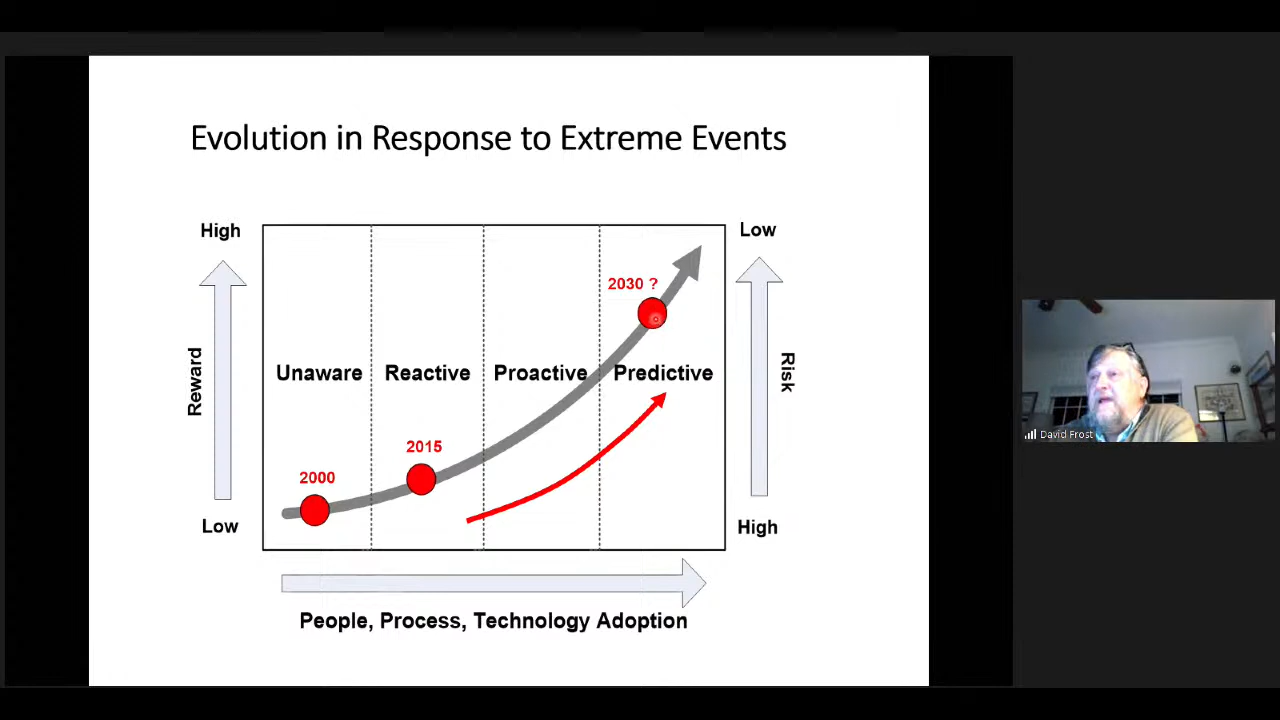 Evolution in Response to Extreme Events
High
Low
2030 ?
Reward
Unaware
Reactive
Proactive
Predictive
Risk
2015
2000
Low
High
People, Process, Technology Adoption
David Frost